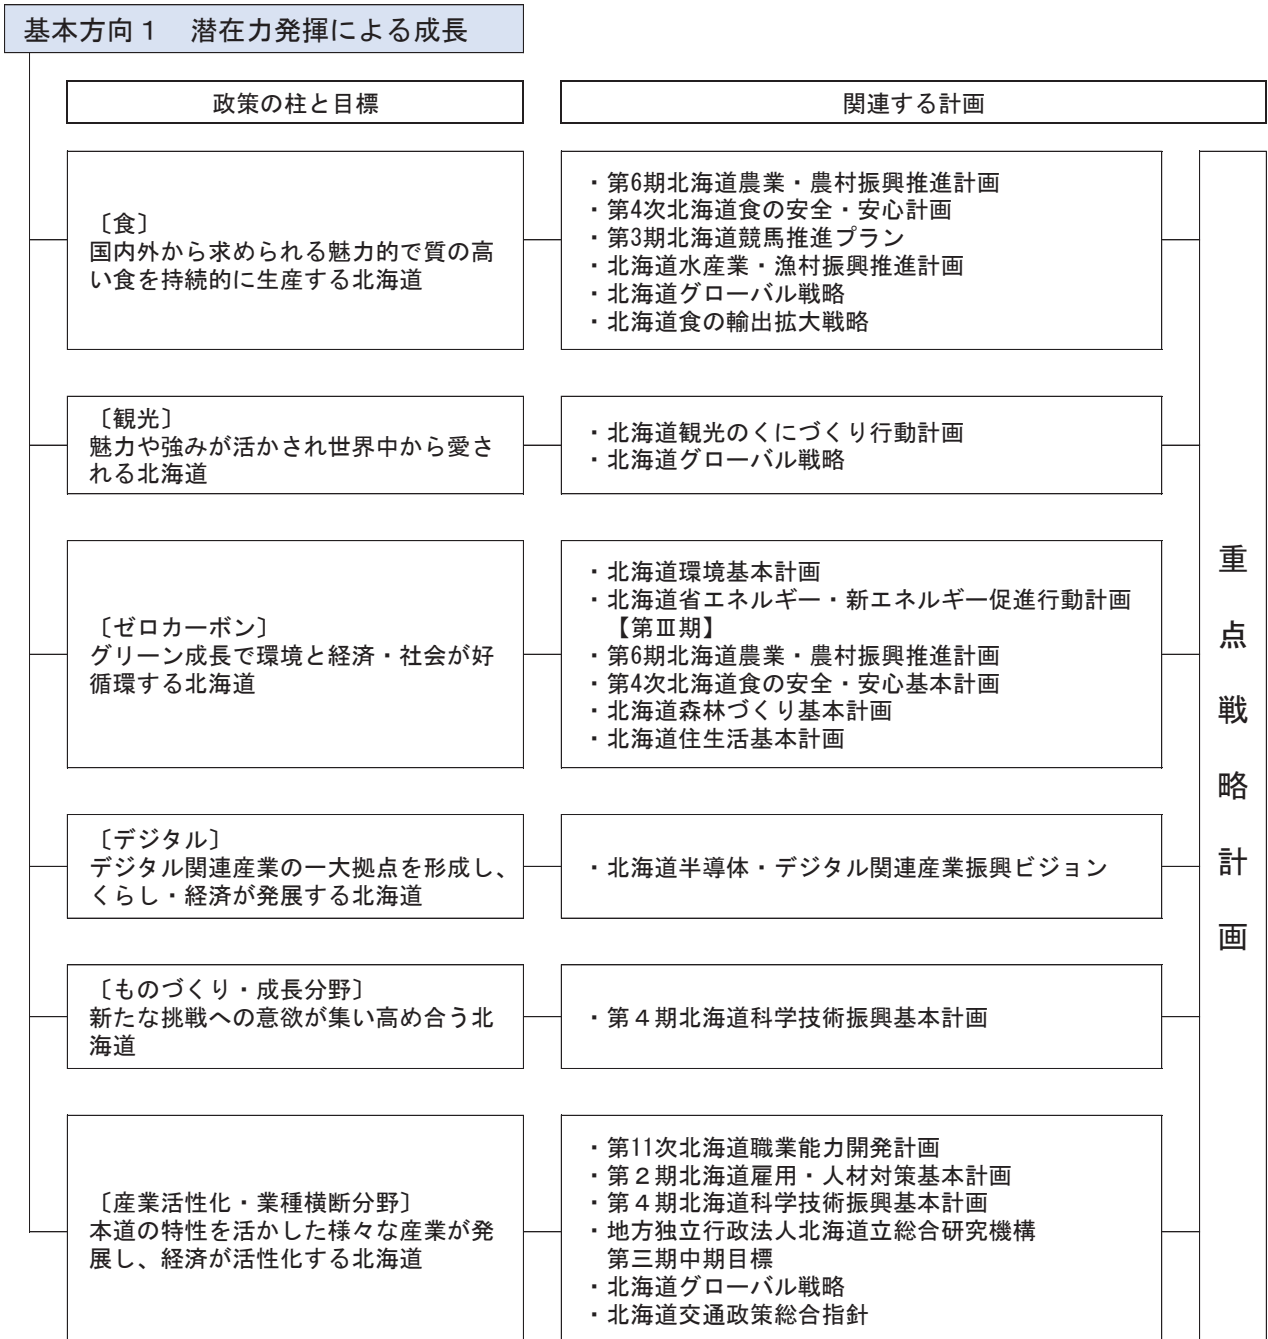 基本方向１　潜在力発揮による成長
政策の柱と目標
関連する計画
〔食〕
国内外から求められる魅力的で質の高
い食を持続的に生産する北海道
・第6期北海道農業・農村振興推進計画
・第4次北海道食の安全・安心計画
・第3期北海道競馬推進プラン
・北海道水産業・漁村振興推進計画
・北海道グローバル戦略
・北海道食の輸出拡大戦略
〔観光〕
魅力や強みが活かされ世界中から愛さ
れる北海道
・北海道観光のくにづくり行動計画
・北海道グローバル戦略
〔ゼロカーボン〕
グリーン成長で環境と経済・社会が好
循環する北海道
・北海道環境基本計画
・北海道省エネルギー・新エネルギー促進行動計画
【第Ⅲ期】
・第6期北海道農業・農村振興推進計画
・第4次北海道食の安全・安心基本計画
・北海道森林づくり基本計画
・北海道住生活基本計画
〔デジタル〕
デジタル関連産業の一大拠点を形成し、
くらし・経済が発展する北海道
・北海道半導体・デジタル関連産業振興ビジョン
〔ものづくり・成長分野〕
新たな挑戦への意欲が集い高め合う北
海道
・第４期北海道科学技術振興基本計画
〔産業活性化・業種横断分野〕
本道の特性を活かした様々な産業が発
展し、経済が活性化する北海道
・第11次北海道職業能力開発計画
・第２期北海道雇用・人材対策基本計画
・第４期北海道科学技術振興基本計画
・地方独立行政法人北海道立総合研究機構
第三期中期目標
・北海道グローバル戦略
・北海道交通政策総合指針
重点戦略計画